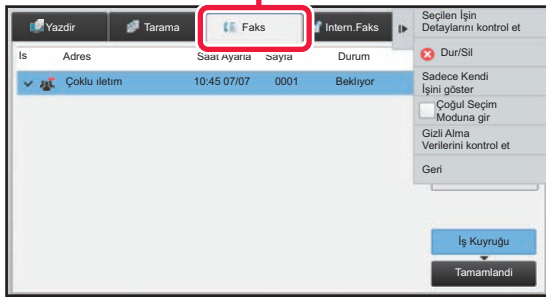 Yazdir
Tarama
Faks
Intern.Faks
Is
Adres
Saat Ayarla
Sayfa
Durum
Çoklu iletim
10:45 07/07
0001
Bekliyor
Seçilen İşin
Detaylarını kontrol et
Dur/Sil
Sadece Kendi
İşini göster
Çoğul Seçim
Moduna gir
Gizli Alma
Verilerini kontrol et
Geri
İş Kuyruğu
Tamamlandi